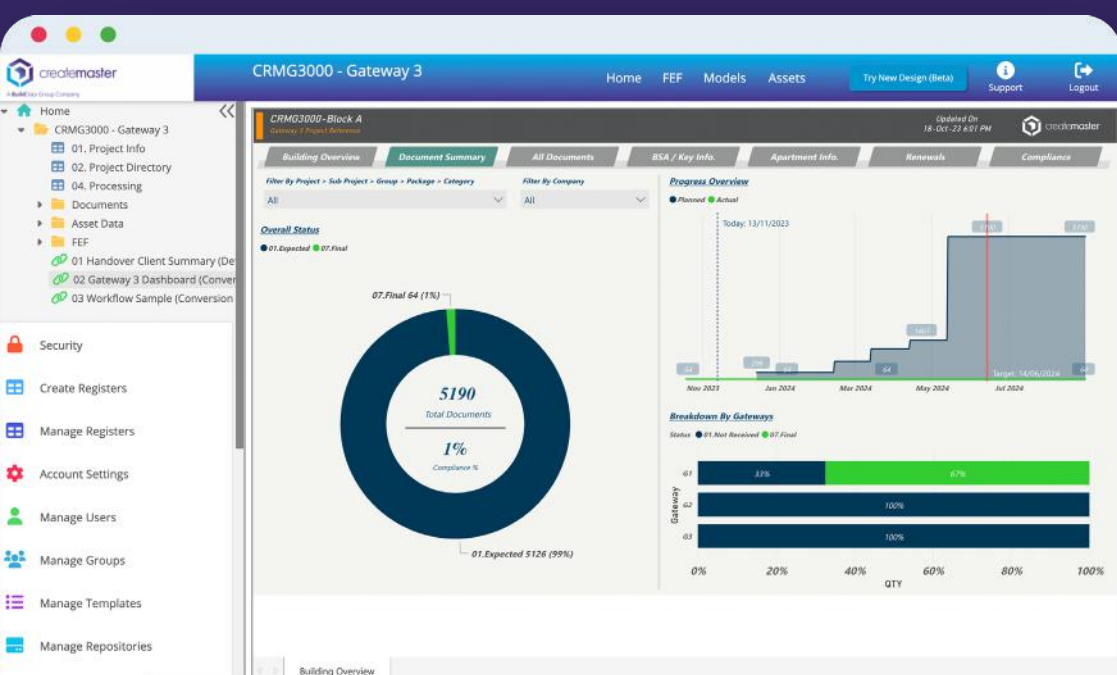 createmaster
CRMG3000 - Gateway 3
Home
FEF
Models
Assets
Try New Design (Beta)
Support
Logout
Home
CRMG3000 - Gateway 3
01. Project Info
02. Project Directory
04. Processing
Documents
Asset Data
FEF
01 Handover Client Summary (De
02 Gateway 3 Dashboard (Conver
03 Workflow Sample (Conversion
Security
Create Registers
Manage Registers
Account Settings
Manage Users
Manage Groups
Manage Templates
Manage Repositories
CRMG3000-Block A
Gateway 3 Project Reference
Updated On
18-Oct-23 6:01 PM
createmaster
Building Overview
Document Summary
All Documents
BSA / Key Info.
Apartment Info.
Renewals
Compliance
Filter By Project > Sub Project > Group > Package > Category
All
Filter By Company
All
Overall Status
01.Expected
07.Final
07.Final 64 (1%)
5190
Total Documents
1%
Compliance %
01.Expected 5126 (99%)
Progress Overview
Planned
Actual
Today: 13/11/2023
64
64
64
Target: 14/06/2024
Nov 2023
Jan 2024
Mar 2024
May 2024
Jul 2024
Breakdown By Gateways
Status
01.Not Received
07.Final
Gateway
G1
33%
67%
G2
100%
G3
100%
0%
20%
40%
60%
80%
100%
QTY
Building Overview